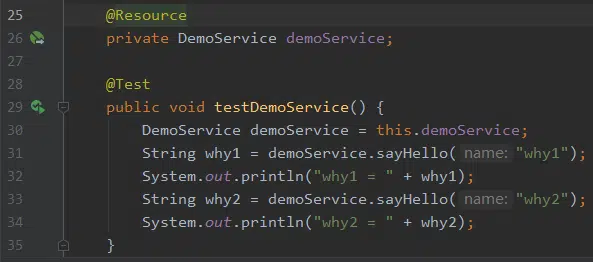 25 @Resource
26 private DemoService demoService;
27
28 @Test
29 public void testDemoService() {
30 DemoService demoService = this.demoService;
31 String why1 = demoService.sayHello( name: "why1");
32 System.out.println("why1 = " + why1);
33 String why2 = demoService.sayHello( name: "why2");
34 System.out.println("why2 = " + why2);
35 }